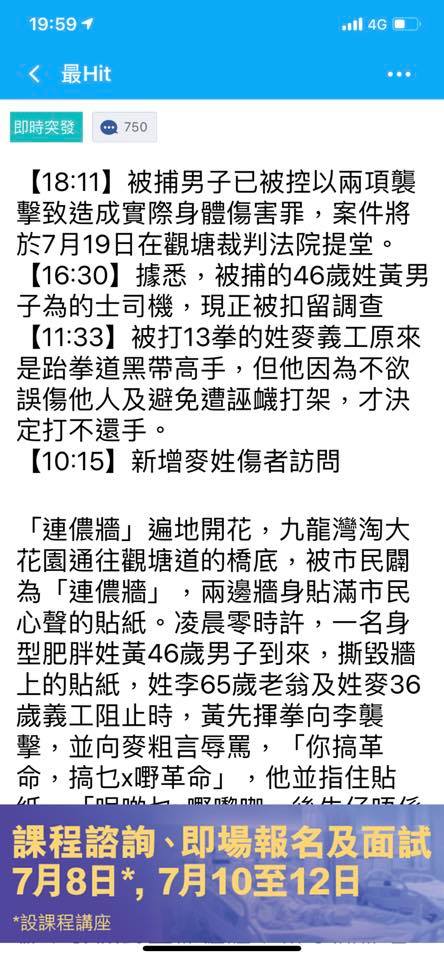 19:59
4G
最Hit
即時突發
750
【18:11】被捕男子已被控以兩項襲
擊致造成實際身體傷害罪，案件將
於7月19日在觀塘裁判法院提堂。
【16:30】據悉，被捕的46歲姓黃男
子為的士司機，現正被扣留調查
【11:33】被打13拳的姓麥義工原來
是跆拳道黑帶高手，但他因為不欲
誤傷他人及避免遭誣衊打架，才決
定打不還手。
【10:15】新增麥姓傷者訪問
「連儂牆」遍地開花，九龍灣淘大
花園通往觀塘道的橋底，被市民闢
為「連儂牆」，兩邊牆身貼滿市民
心聲的貼紙。凌晨零時許，一名身
型肥胖姓黃46歲男子到來，撕毀牆
上的貼紙，姓李65歲老翁及姓麥36
歲義工阻止時，黃先揮拳向李襲
擊，並向麥粗言辱罵，「你搞革
命，搞乜x嘢革命」，他並指住貼
課程諮詢、即場報名及面試
7月8日*, 7月10至12日
*設課程講座